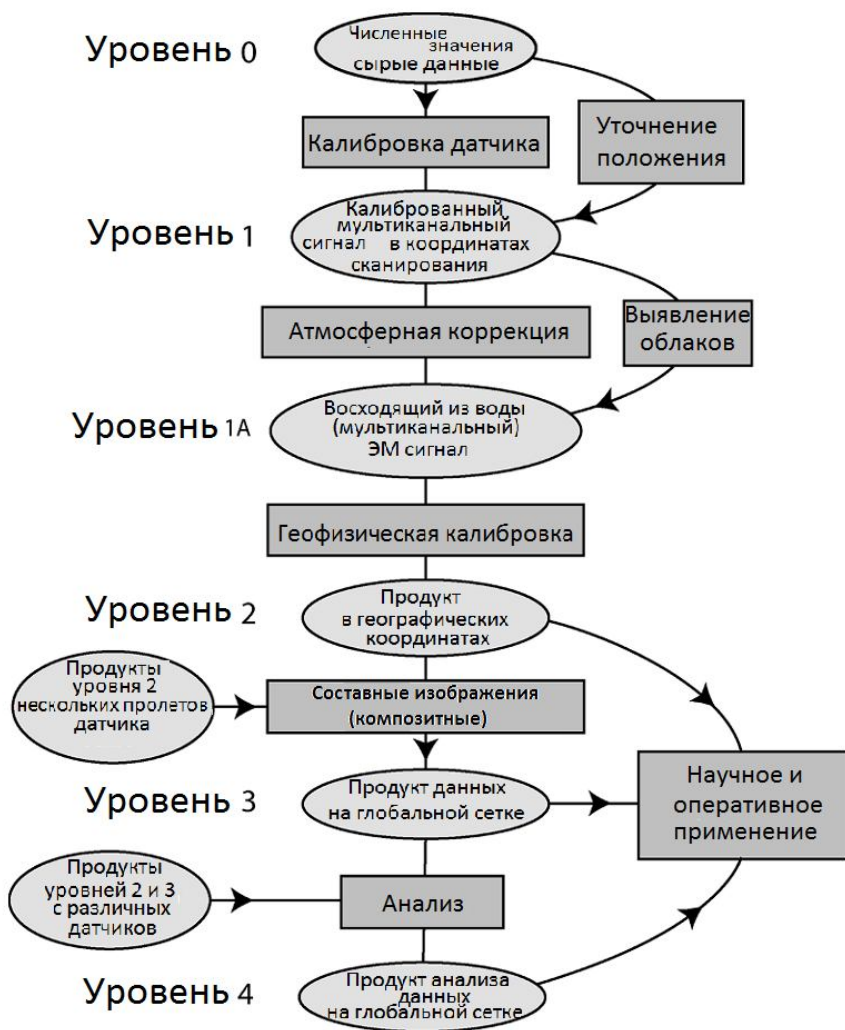 Уровень 0
Численные
значения
сырые данные
Калибровка датчика
Уточнение
положения
Уровень 1
Калиброванный
мультиканальный
сигнал в координатах
сканирования
Атмосферная коррекция
Выявление
облаков
Уровень 1А
Восходящий из воды
(мультиканальный)
ЭМ сигнал
Геофизическая калибровка
Уровень 2
Продукт
в географических
координатах
Продукты
уровня 2
нескольких пролетов
датчика
Составные изображения
(композитные)
Научное и
оперативное
применение
Уровень 3
Продукт данных
на глобальной сетке
Продукты
уровней 2 и 3
с различных
датчиков
Анализ
Уровень 4
Продукт анализа
данных
на глобальной сетке